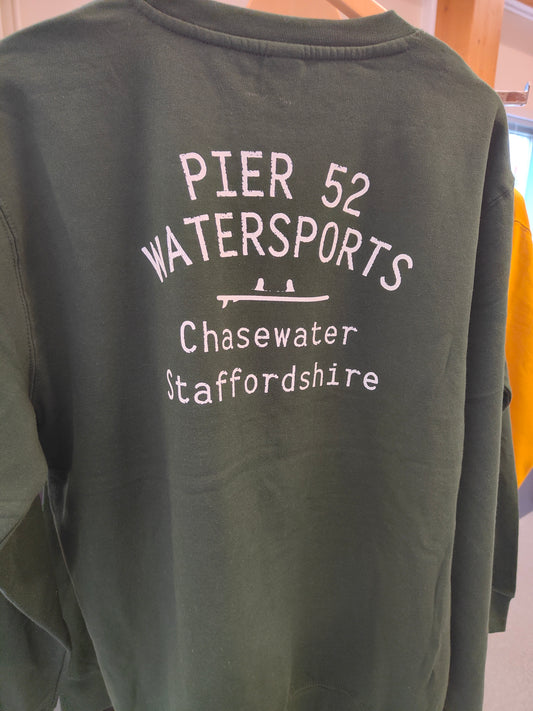 PIER 52
WATERSPORTS
Chasewater
Staffordshire